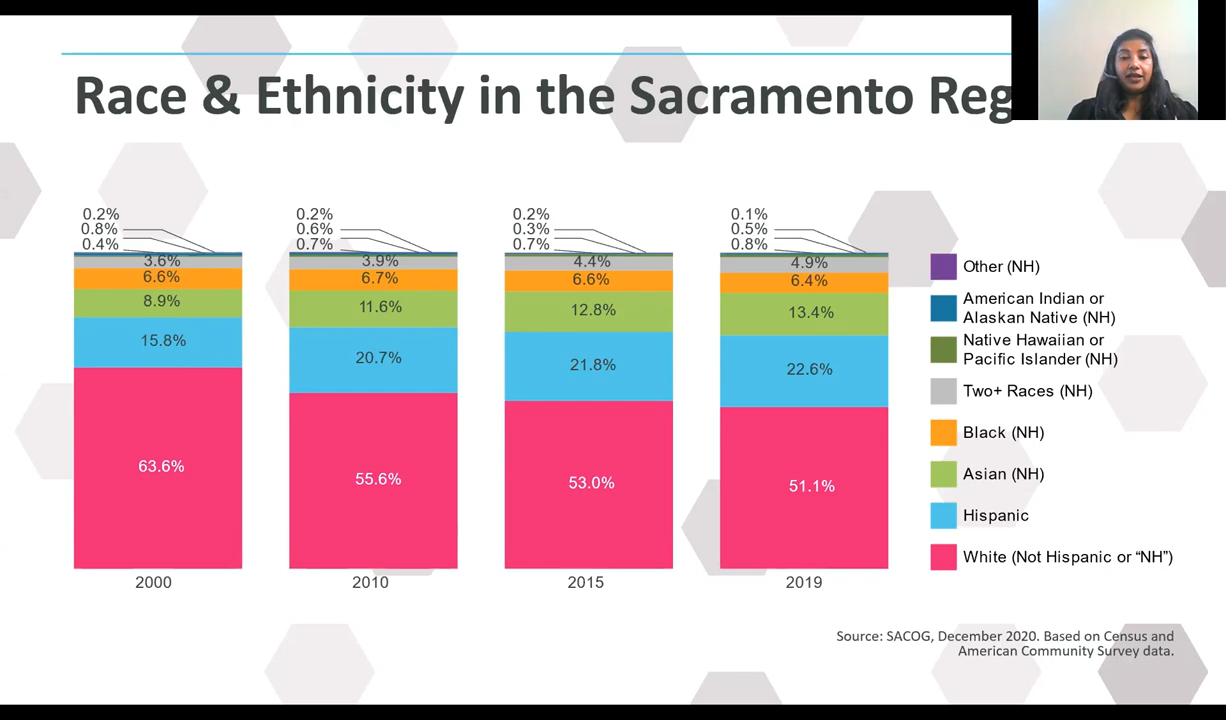 Race & Ethnicity in the Sacramento Reg
0.2%
0.8%
0.4%
3.6%
6.6%
8.9%
15.8%
63.6%
2000
0.2%
0.6%
0.7%
3.9%
6.7%
11.6%
20.7%
55.6%
2010
0.2%
0.3%
0.7%
4.4%
6.6%
12.8%
21.8%
53.0%
2015
0.1%
0.5%
0.8%
4.9%
6.4%
13.4%
22.6%
51.1%
2019
Other (NH)
American Indian or
Alaskan Native (NH)
Native Hawaiian or
Pacific Islander (NH)
Two+ Races (NH)
Black (NH)
Asian (NH)
Hispanic
White (Not Hispanic or “NH”)
Source: SACOG, December 2020. Based on Census and
American Community Survey data.